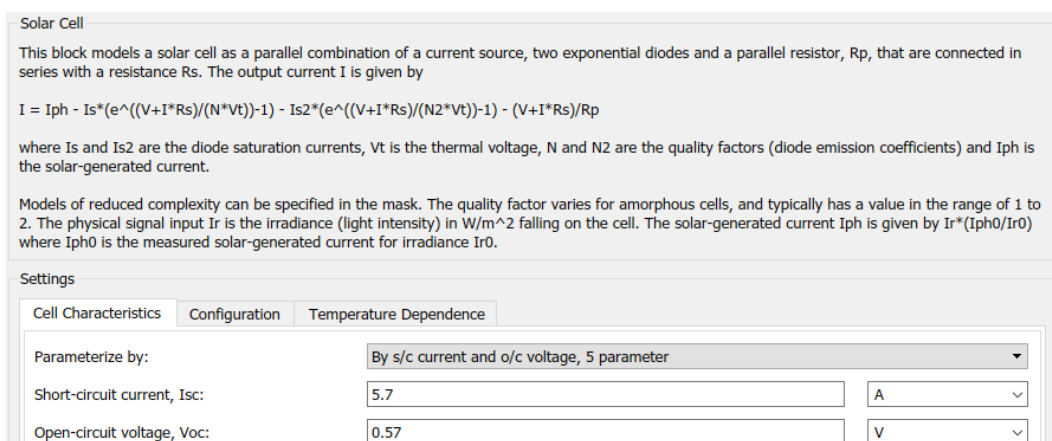 Solar Cell
This block models a solar cell as a parallel combination of a current source, two exponential diodes and a parallel resistor, Rp, that are connected in
series with a resistance Rs. The output current I is given by
I = Iph - Is*(e^((V+I*Rs)/(N*Vt))-1) - Is2*(e^((V+I*Rs)/(N2*Vt))-1) - (V+I*Rs)/Rp
where Is and Is2 are the diode saturation currents, Vt is the thermal voltage, N and N2 are the quality factors (diode emission coefficients) and Iph is
the solar-generated current.
Models of reduced complexity can be specified in the mask. The quality factor varies for amorphous cells, and typically has a value in the range of 1 to
2. The physical signal input Ir is the irradiance (light intensity) in W/m^2 falling on the cell. The solar-generated current Iph is given by Ir*(Iph0/Ir0)
where Iph0 is the measured solar-generated current for irradiance Ir0.
Settings
Cell Characteristics Configuration Temperature Dependence
Parameterize by: By s/c current and o/c voltage, 5 parameter
Short-circuit current, Isc: 5.7 A
Open-circuit voltage, Voc: 0.57 V